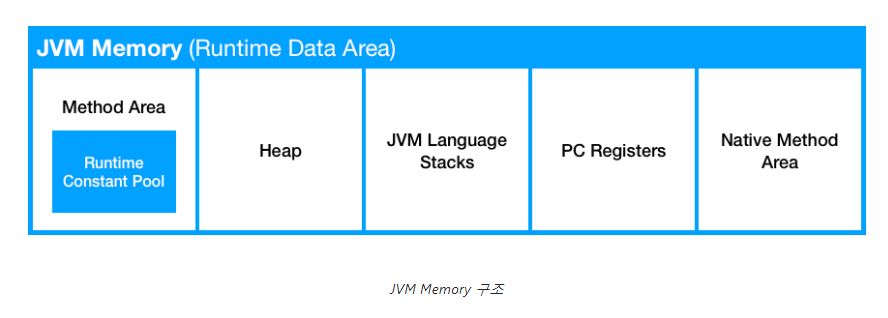 JVM Memory (Runtime Data Area)
Method Area
Runtime
Constant Pool
Heap
JVM Language
Stacks
PC Registers
Native Method
Area
JVM Memory 구조